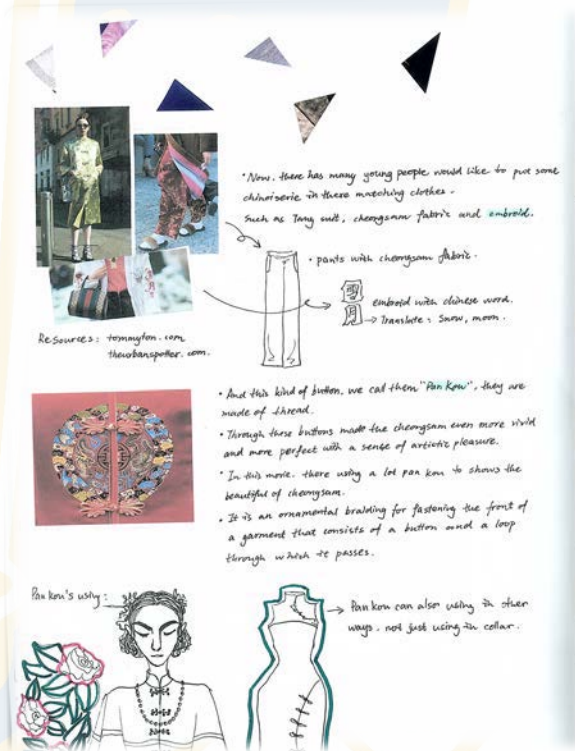 • Now, there has many young people would like to put some
chinoiserie in there matching clothes.
Such as Tang suit, cheongsam fabric and embroid.
• pants with cheongsam fabric.
雪
月
embroid with chinese word.
→ Translate: Snow, moon.
Resources: tommyton.com
theurbanspotter.com.
• And this kind of button, we call them "Pan Kow", they are
made of thread.
• Through these buttons made the cheongsam even more vivid
and more perfect with a sense of artistic pleasure.
• In this movie, there using a lot pan kou to shows the
beautiful of cheongsam.
• It is an ornamental braiding for fastening the front of
a garment that consists of a button and a loop
through which it passes.
Pan kou's using:
→ Pan kou can also using in other
ways. not just using in collar.